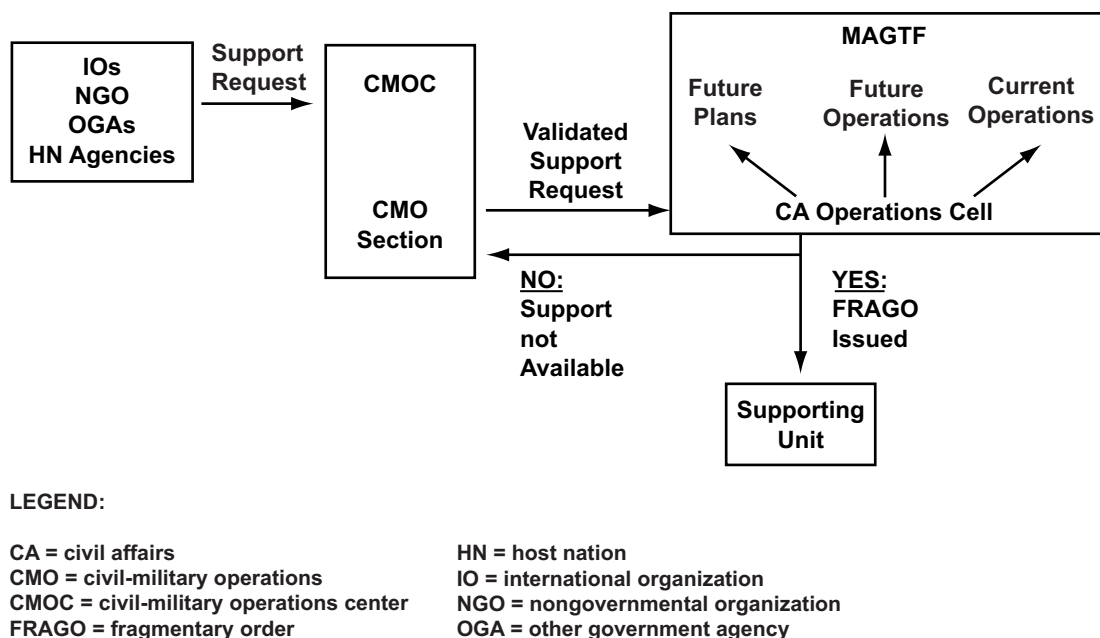 IOs
NGO
OGAs
HN Agencies
Support
Request
CMOC
CMO
Section
Validated
Support
Request
MAGTF
Future
Plans
Future
Operations
Current
Operations
CA Operations Cell
NO:
Support
not
Available
YES:
FRAGO
Issued
Supporting
Unit
LEGEND:
CA = civil affairs
CMO = civil-military operations
CMOC = civil-military operations center
FRAGO = fragmentary order
HN = host nation
IO = international organization
NGO = nongovernmental organization
OGA = other government agency